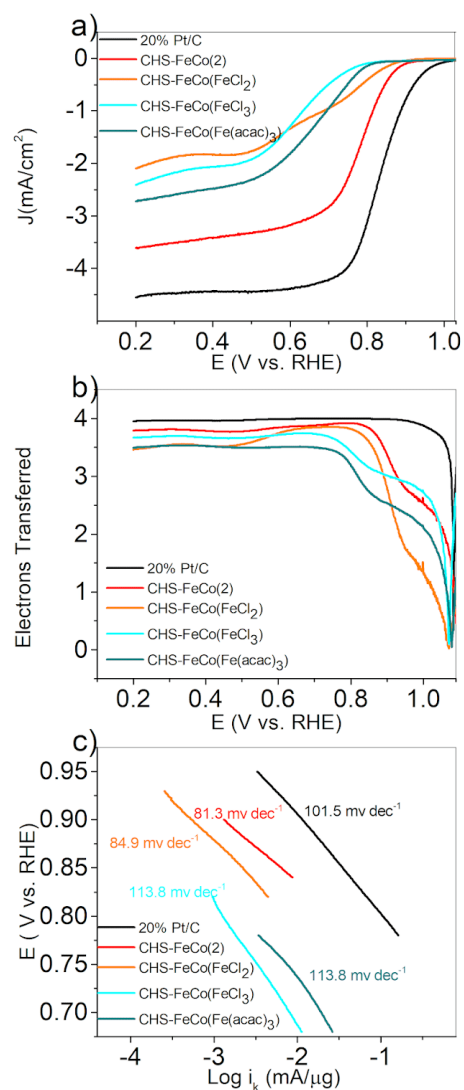 a)
20% Pt/C
CHS-FeCo(2)
CHS-FeCo(FeCl2)
CHS-FeCo(FeCl3)
CHS-FeCo(Fe(acac)3)
0
-1
-2
-3
-4
J(mA/cm2)
0.2 0.4 0.6 0.8 1.0
E (V vs. RHE)
b)
4
3
2
1
0
Electrons Transferred
20% Pt/C
CHS-FeCo(2)
CHS-FeCo(FeCl2)
CHS-FeCo(FeCl3)
CHS-FeCo(Fe(acac)3)
0.2 0.4 0.6 0.8 1.0
E (V vs. RHE)
c)
0.95
0.90
0.85
0.80
0.75
0.70
E ( V vs. RHE)
81.3 mv dec-1
101.5 mv dec-1
84.9 mv dec-1
113.8 mv dec-1
20% Pt/C
CHS-FeCo(2)
CHS-FeCo(FeCl2)
CHS-FeCo(FeCl3)
CHS-FeCo(Fe(acac)3)
113.8 mv dec-1
-4 -3 -2 -1
Log ik (mA/μg)